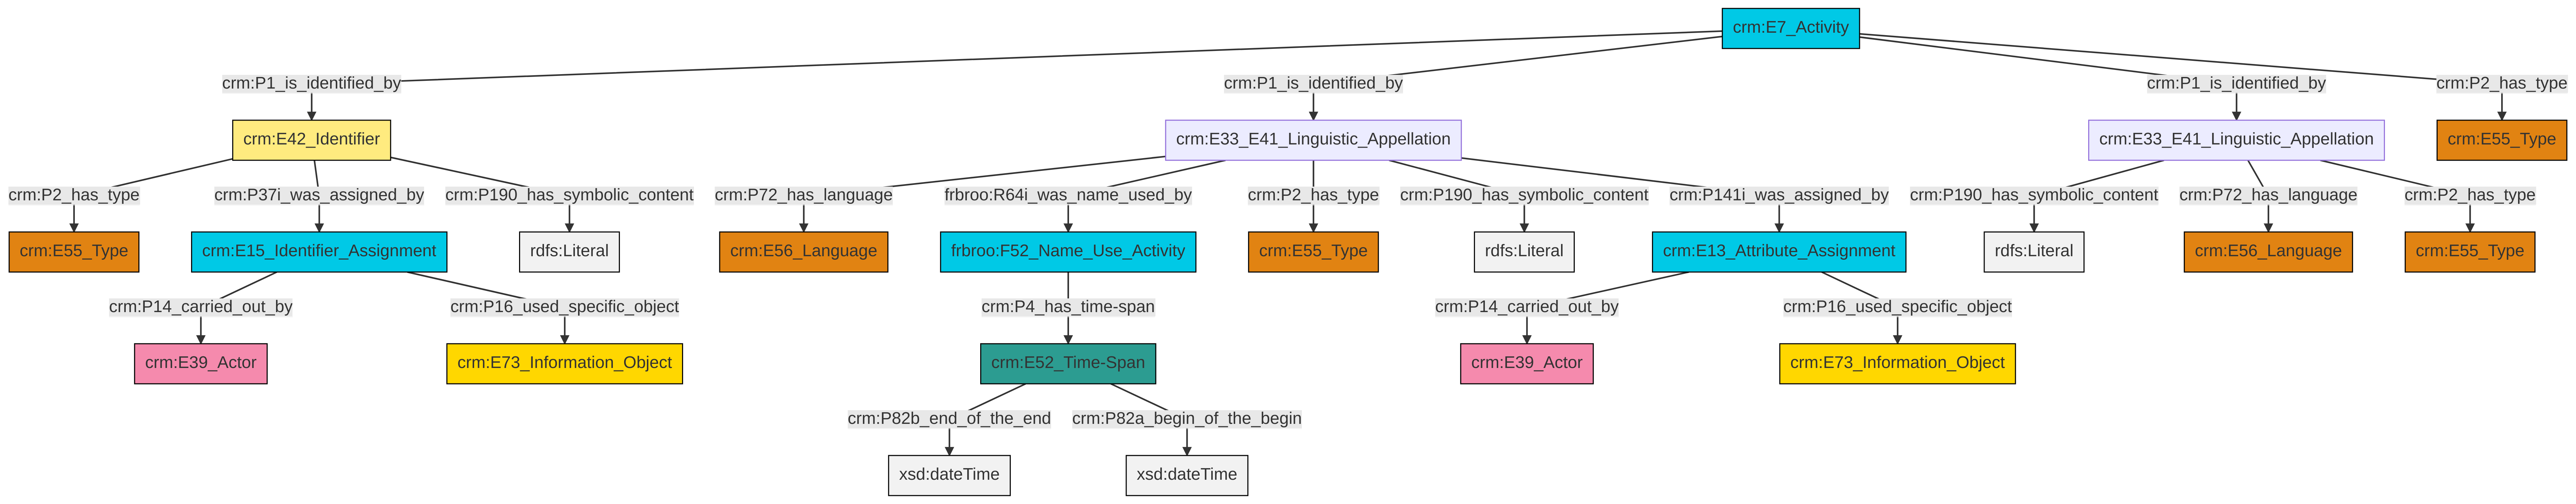 crm:E7_Activity
crm:P1_is_identified_by
crm:P1_is_identified_by
crm:P1_is_identified_by
crm:P2_has_type
crm:E42_Identifier
crm:E33_E41_Linguistic_Appellation
crm:E33_E41_Linguistic_Appellation
crm:E55_Type
crm:P2_has_type
crm:P37i_was_assigned_by
crm:P190_has_symbolic_content
crm:P72_has_language
frbroo:R64i_was_name_used_by
crm:P2_has_type
crm:P190_has_symbolic_content
crm:P141i_was_assigned_by
crm:P190_has_symbolic_content
crm:P72_has_language
crm:P2_has_type
crm:E55_Type
crm:E15_Identifier_Assignment
rdfs:Literal
crm:E56_Language
frbroo:F52_Name_Use_Activity
crm:E55_Type
rdfs:Literal
crm:E13_Attribute_Assignment
rdfs:Literal
crm:E56_Language
crm:E55_Type
crm:P14_carried_out_by
crm:P16_used_specific_object
crm:P4_has_time-span
crm:P14_carried_out_by
crm:P16_used_specific_object
crm:E39_Actor
crm:E73_Information_Object
crm:E52_Time-Span
crm:E39_Actor
crm:E73_Information_Object
crm:P82b_end_of_the_end
crm:P82a_begin_of_the_begin
xsd:dateTime
xsd:dateTime